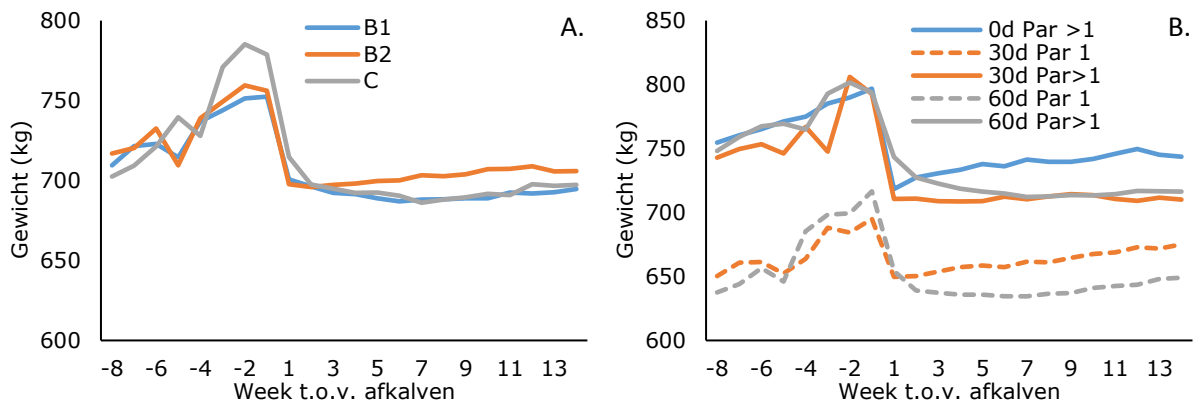 A.
B1
B2
C
Gewicht (kg)
800
750
700
650
600
-8 -6 -4 -2 1 3 5 7 9 11 13
Week t.o.v. afkalven
B.
0d Par >1
30d Par 1
30d Par>1
60d Par 1
60d Par>1
Gewicht (kg)
850
800
750
700
650
600
-8 -6 -4 -2 1 3 5 7 9 11 13
Week t.o.v. afkalven